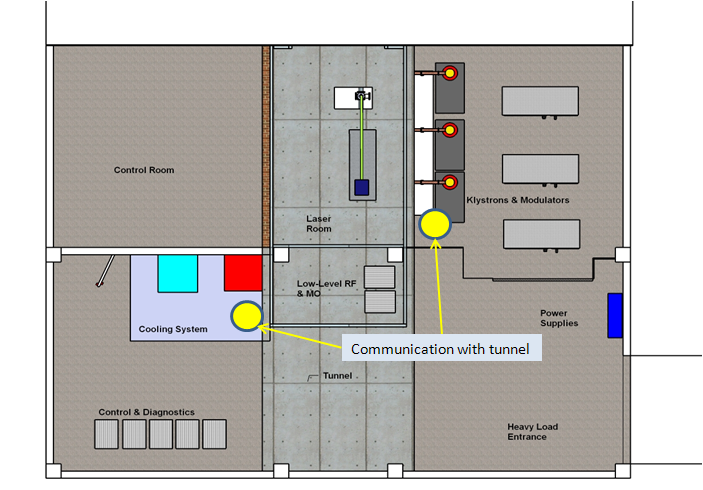 Control Room
Laser
Room
Klystrons & Modulators
Low-Level RF
& MO
Cooling System
Power
Supplies
Communication with tunnel
Tunnel
Control & Diagnostics
Heavy Load
Entrance